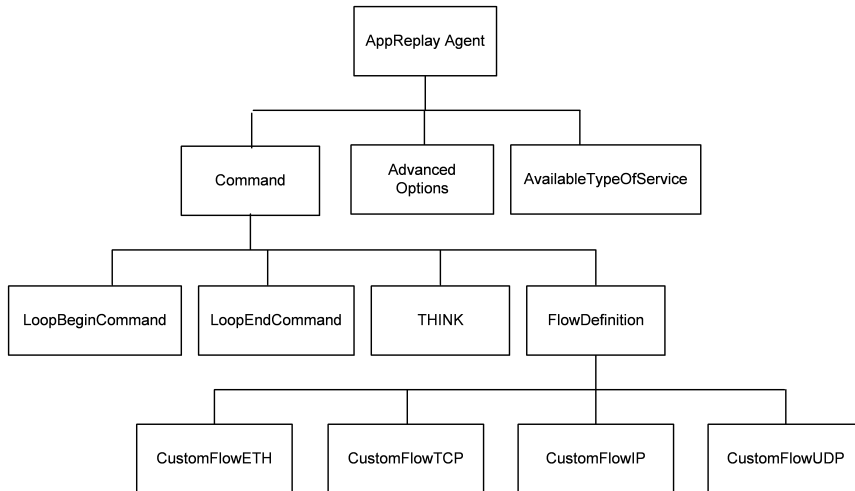 AppReplay Agent
Command
Advanced
Options
AvailableTypeOfService
LoopBeginCommand
LoopEndCommand
THINK
FlowDefinition
CustomFlowETH
CustomFlowTCP
CustomFlowIP
CustomFlowUDP